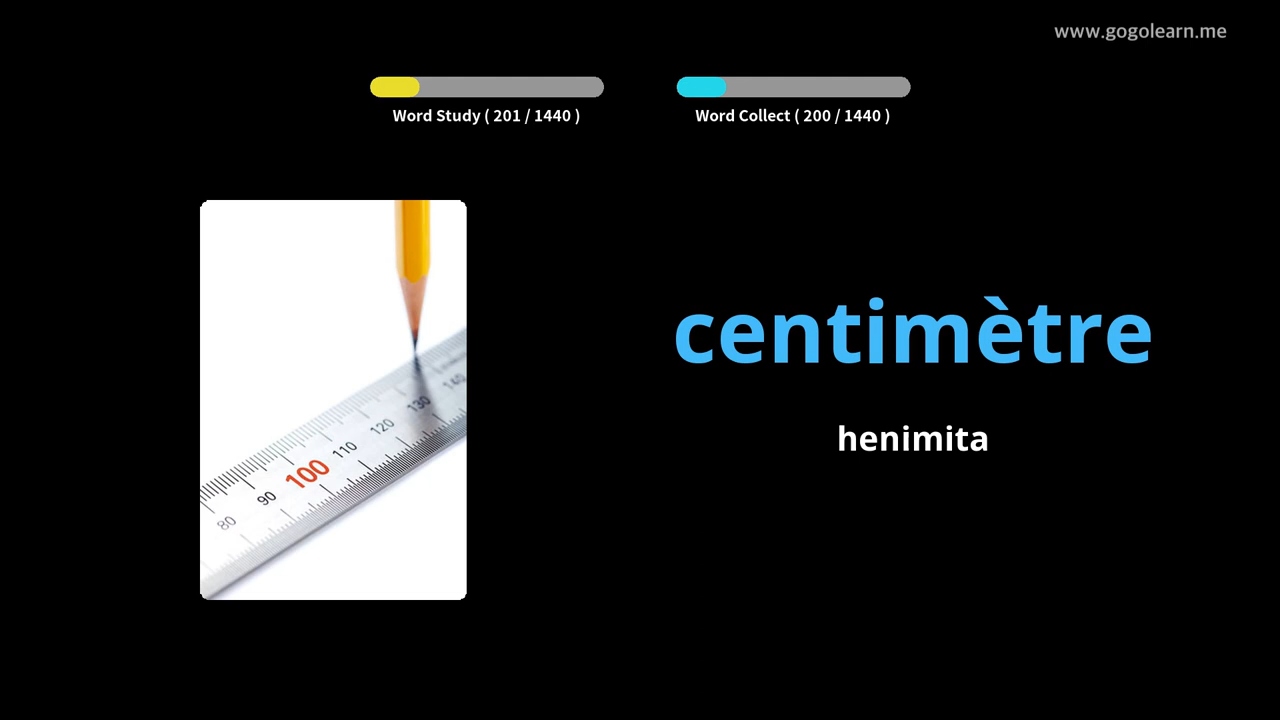 www.gogolearn.me
Word Study ( 201 / 1440 )
Word Collect ( 200 / 1440 )
centimètre
henimita
80
90
100
110
120
130
140